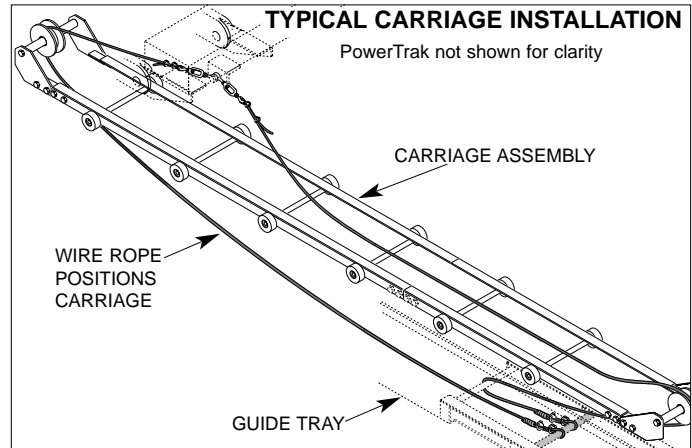 TYPICAL CARRIAGE INSTALLATION
PowerTrak not shown for clarity
CARRIAGE ASSEMBLY
WIRE ROPE
POSITIONS
CARRIAGE
GUIDE TRAY